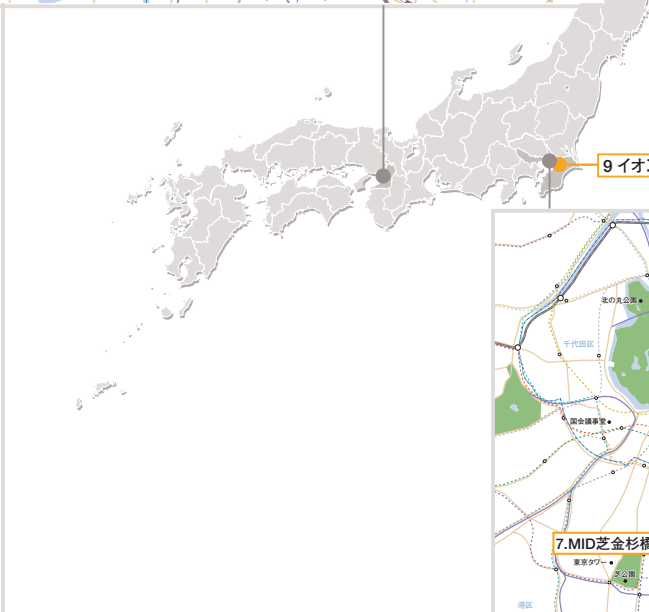 9 イオン
北の丸公園
千代田区
国会議事堂
7.MID芝金杉橋
東京タワー
芝公園
港区